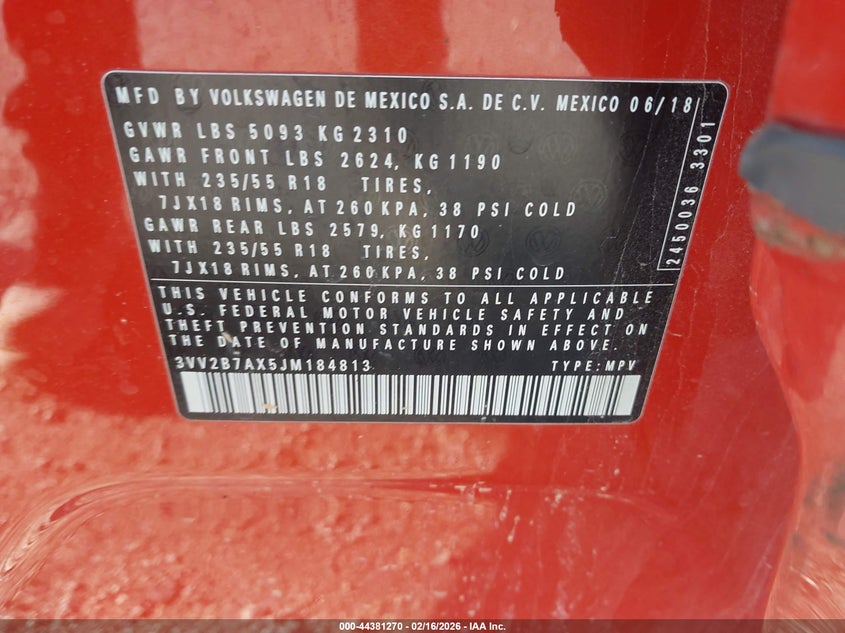 MFD BY VOLKSWAGEN DE MEXICO S.A. DE C.V. MEXICO 06/18
GVWR LBS 5093 KG 2310
GAWR FRONT LBS 2624, KG 1190
WITH 235/55 R18 TIRES,
7JX18 RIMS, AT 260 KPA, 38 PSI COLD
GAWR REAR LBS 2579, KG 1170
WITH 235/55 R18 TIRES,
7JX18 RIMS, AT 260 KPA, 38 PSI COLD
2450036 3301
THIS VEHICLE CONFORMS TO ALL APPLICABLE
U.S. FEDERAL MOTOR VEHICLE SAFETY AND
THEFT PREVENTION STANDARDS IN EFFECT ON
THE DATE OF MANUFACTURE SHOWN ABOVE.
3VV2B7AX5JM184813 TYPE: MPV
000-44381270 - 02/16/2026 - IAA Inc.